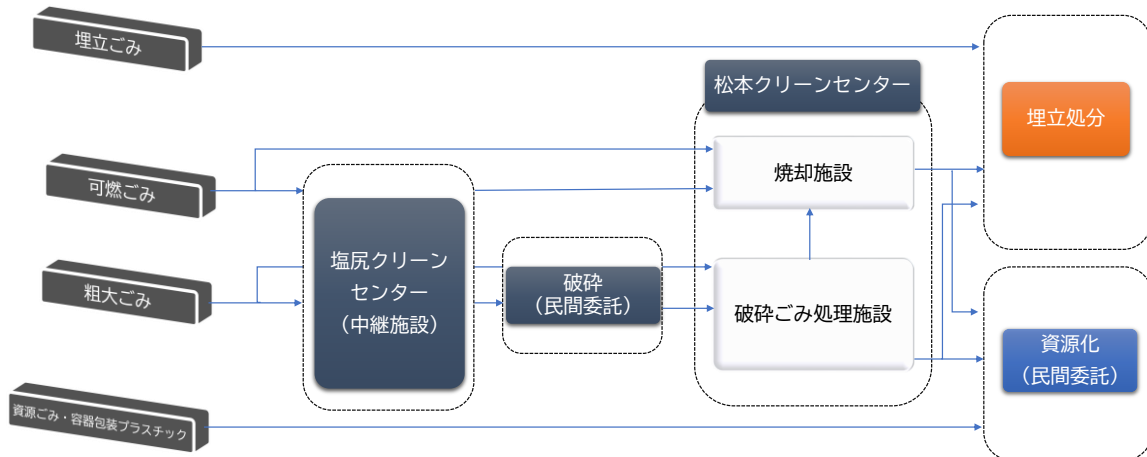 埋立ごみ
松本クリーンセンター
埋立処分
可燃ごみ
焼却施設
塩尻クリーン
センター
（中継施設）
粗大ごみ
破砕
（民間委託）
破砕ごみ処理施設
資源化
（民間委託）
資源ごみ・容器包装プラスチック